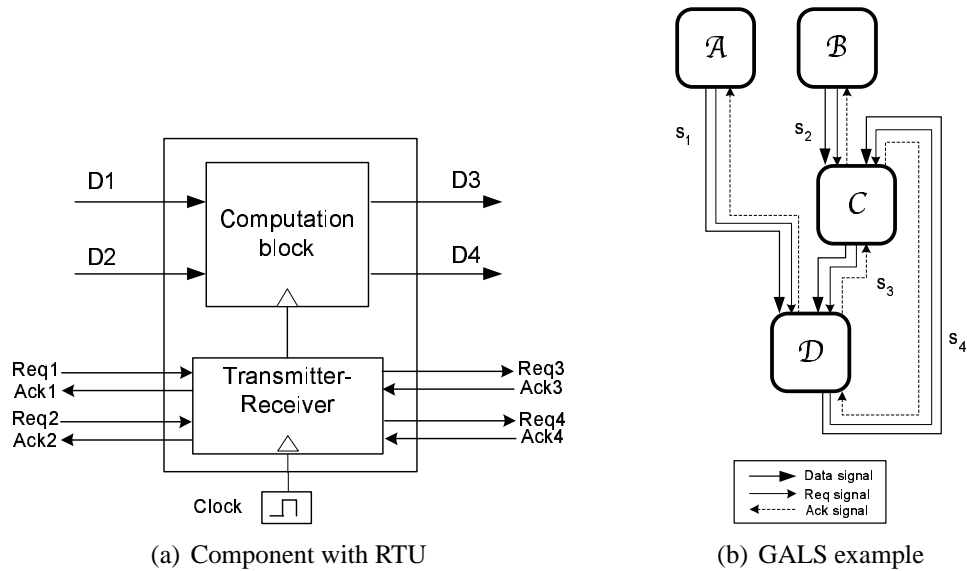 D1
D2
Computation
block
D3
D4
Req1
Ack1
Req2
Ack2
Transmitter-
Receiver
Req3
Ack3
Req4
Ack4
Clock
(a) Component with RTU
A
B
s1
s2
C
s3
D
s4
Data signal
Req signal
Ack signal
(b) GALS example